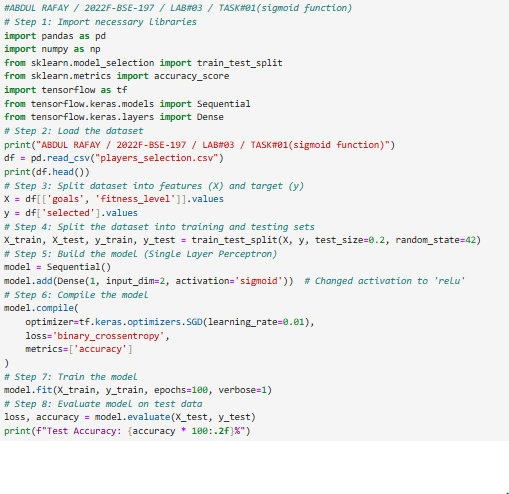 #ABDUL RAFAY / 2022F-BSE-197 / LAB#03 / TASK#01(sigmoid function)
# Step 1: Import necessary libraries
import pandas as pd
import numpy as np
from sklearn.model_selection import train_test_split
from sklearn.metrics import accuracy_score
import tensorflow as tf
from tensorflow.keras.models import Sequential
from tensorflow.keras.layers import Dense
# Step 2: Load the dataset
print("ABDUL RAFAY / 2022F-BSE-197 / LAB#03 / TASK#01(sigmoid function)")
df = pd.read_csv("players_selection.csv")
print(df.head())
# Step 3: Split dataset into features (X) and target (y)
X = df[['goals', 'fitness_level']].values
y = df['selected'].values
# Step 4: Split the dataset into training and testing sets
X_train, X_test, y_train, y_test = train_test_split(X, y, test_size=0.2, random_state=42)
# Step 5: Build the model (Single Layer Perceptron)
model = Sequential()
model.add(Dense(1, input_dim=2, activation='sigmoid'))  # Changed activation to 'relu'
# Step 6: Compile the model
model.compile(
    optimizer=tf.keras.optimizers.SGD(learning_rate=0.01),
    loss='binary_crossentropy',
    metrics=['accuracy']
)
# Step 7: Train the model
model.fit(X_train, y_train, epochs=100, verbose=1)
# Step 8: Evaluate model on test data
loss, accuracy = model.evaluate(X_test, y_test)
print(f"Test Accuracy: {accuracy * 100:.2f}%")
.